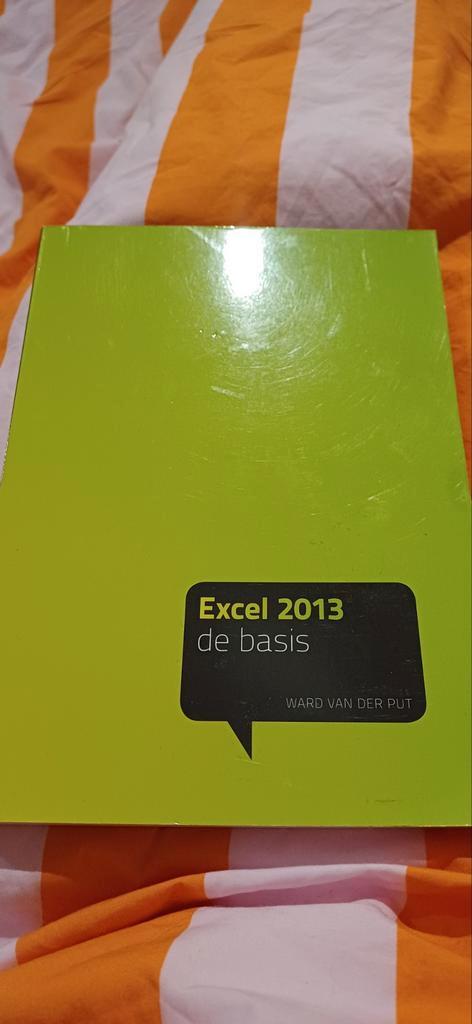 Excel 2013
de basis
WARD VAN DER PUT